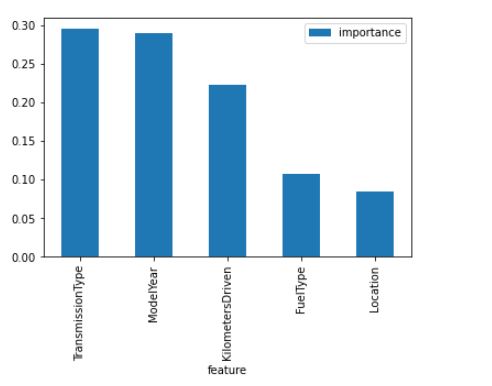 0.30
0.25
0.20
0.15
0.10
0.05
0.00
importance
TransmissionType
ModelYear
KilometersDriven
FuelType
Location
feature